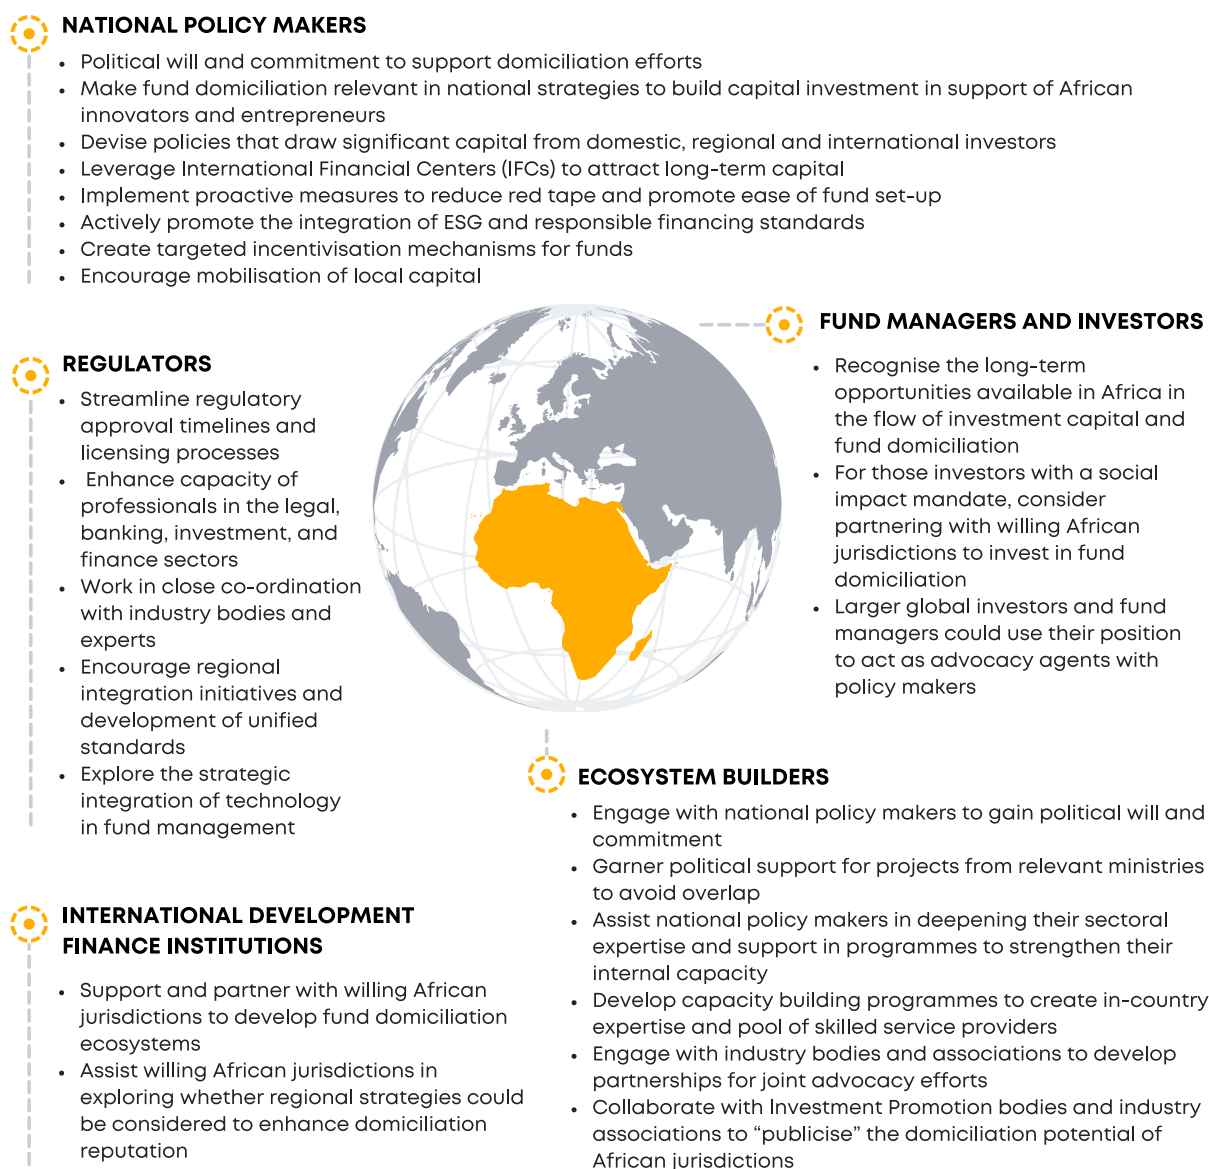 NATIONAL POLICY MAKERS
• Political will and commitment to support domiciliation efforts
• Make fund domiciliation relevant in national strategies to build capital investment in support of African
innovators and entrepreneurs
• Devise policies that draw significant capital from domestic, regional and international investors
• Leverage International Financial Centers (IFCs) to attract long-term capital
• Implement proactive measures to reduce red tape and promote ease of fund set-up
• Actively promote the integration of ESG and responsible financing standards
• Create targeted incentivisation mechanisms for funds
• Encourage mobilisation of local capital
REGULATORS
• Streamline regulatory
approval timelines and
licensing processes
• Enhance capacity of
professionals in the legal,
banking, investment, and
finance sectors
• Work in close co-ordination
with industry bodies and
experts
• Encourage regional
integration initiatives and
development of unified
standards
• Explore the strategic
integration of technology
in fund management
FUND MANAGERS AND INVESTORS
• Recognise the long-term
opportunities available in Africa in
the flow of investment capital and
fund domiciliation
• For those investors with a social
impact mandate, consider
partnering with willing African
jurisdictions to invest in fund
domiciliation
• Larger global investors and fund
managers could use their position
to act as advocacy agents with
policy makers
INTERNATIONAL DEVELOPMENT
FINANCE INSTITUTIONS
• Support and partner with willing African
jurisdictions to develop fund domiciliation
ecosystems
• Assist willing African jurisdictions in
exploring whether regional strategies could
be considered to enhance domiciliation
reputation
ECOSYSTEM BUILDERS
• Engage with national policy makers to gain political will and
commitment
• Garner political support for projects from relevant ministries
to avoid overlap
• Assist national policy makers in deepening their sectoral
expertise and support in programmes to strengthen their
internal capacity
• Develop capacity building programmes to create in-country
expertise and pool of skilled service providers
• Engage with industry bodies and associations to develop
partnerships for joint advocacy efforts
• Collaborate with Investment Promotion bodies and industry
associations to “publicise” the domiciliation potential of
African jurisdictions